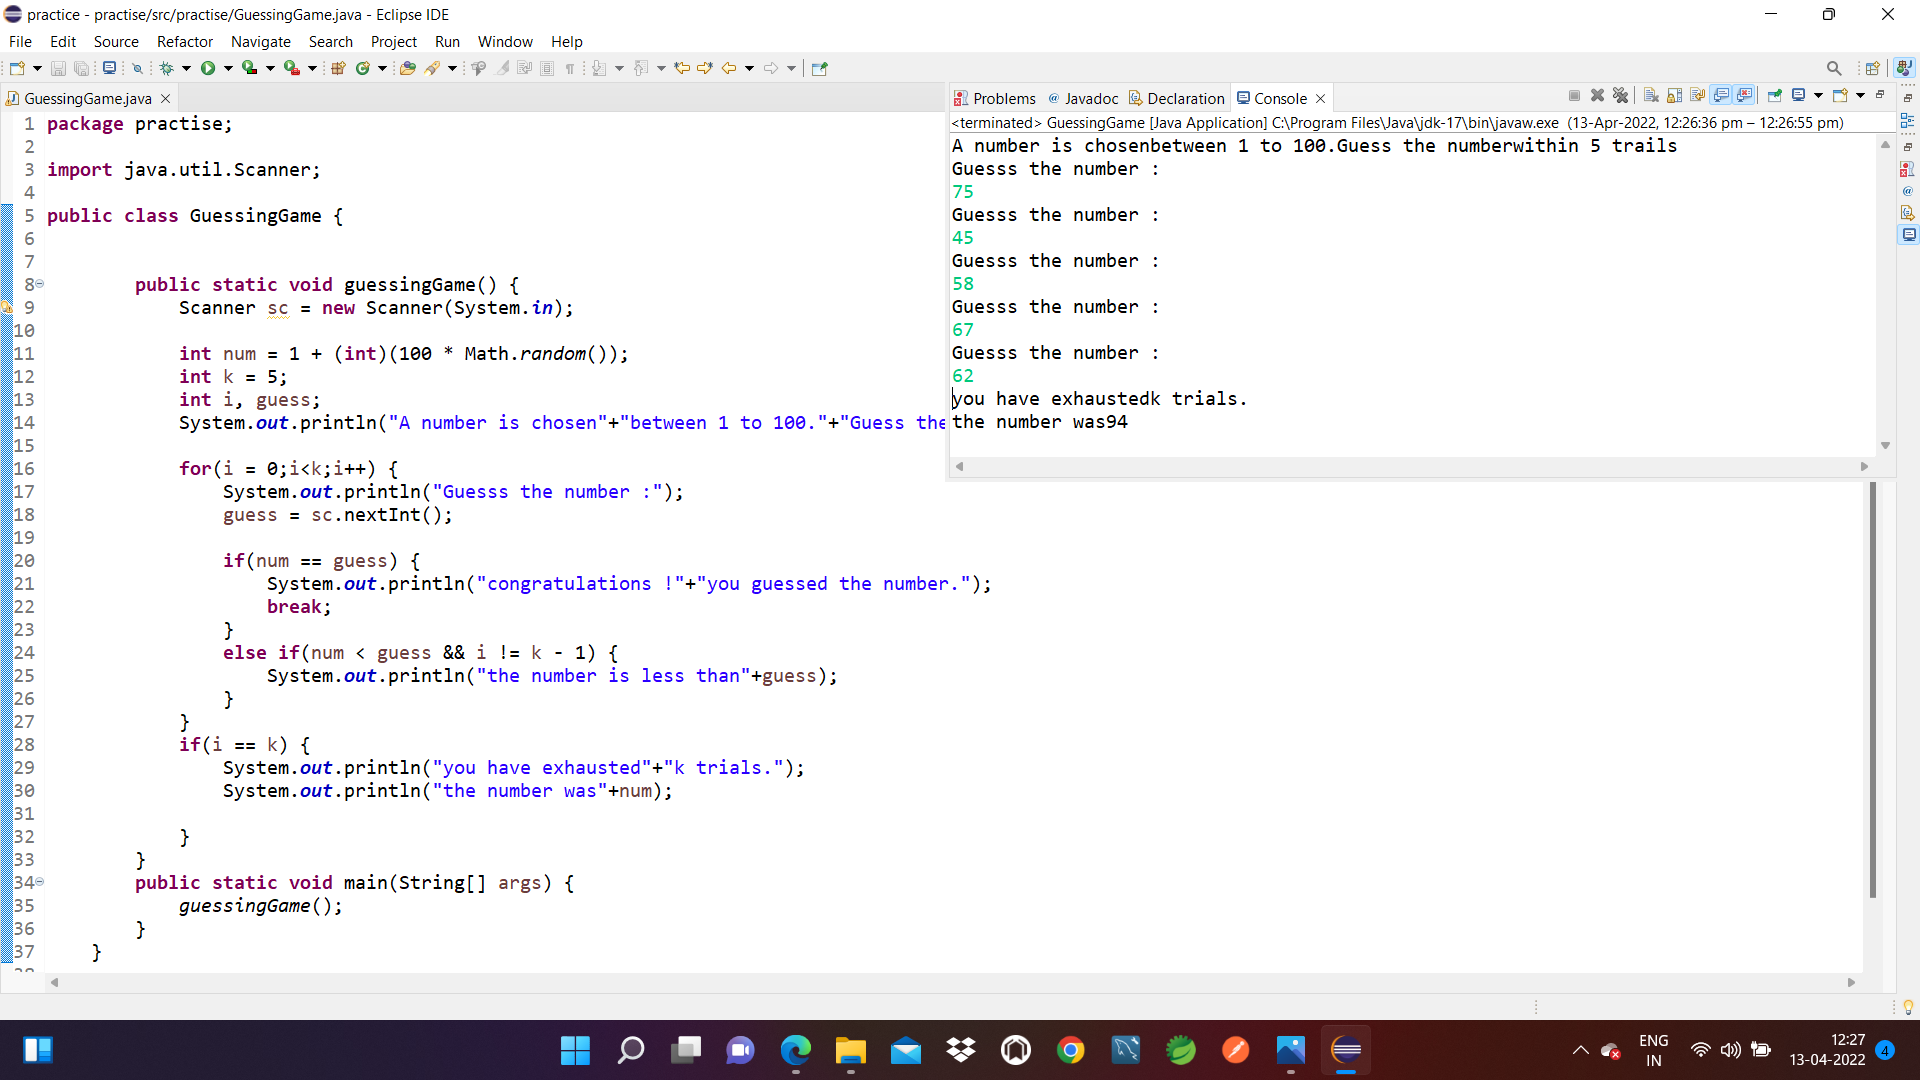 practice - practise/src/practise/GuessingGame.java - Eclipse IDE
File Edit Source Refactor Navigate Search Project Run Window Help
GuessingGame.java
1 package practise;
2
3 import java.util.Scanner;
4
5 public class GuessingGame {
6
7
8 public static void guessingGame() {
9 Scanner sc = new Scanner(System.in);
10
11 int num = 1 + (int)(100 * Math.random());
12 int k = 5;
13 int i, guess;
14 System.out.println("A number is chosen"+"between 1 to 100."+"Guess the
15
16 for(i = 0;i<k;i++) {
17 System.out.println("Guesss the number :");
18 guess = sc.nextInt();
19
20 if(num == guess) {
21 System.out.println("congratulations !"+"you guessed the number.");
22 break;
23 }
24 else if(num < guess && i != k - 1) {
25 System.out.println("the number is less than"+guess);
26 }
27 }
28 if(i == k) {
29 System.out.println("you have exhausted"+"k trials.");
30 System.out.println("the number was"+num);
31
32 }
33 }
34 public static void main(String[] args) {
35 guessingGame();
36 }
37 }
Problems Javadoc Declaration Console
<terminated> GuessingGame [Java Application] C:\Program Files\Java\jdk-17\bin\javaw.exe (13-Apr-2022, 12:26:36 pm – 12:26:55 pm)
A number is chosenbetween 1 to 100.Guess the numberwithin 5 trails
Guesss the number :
75
Guesss the number :
45
Guesss the number :
58
Guesss the number :
67
Guesss the number :
62
you have exhaustedk trials.
the number was94
ENG
IN
12:27
13-04-2022
4